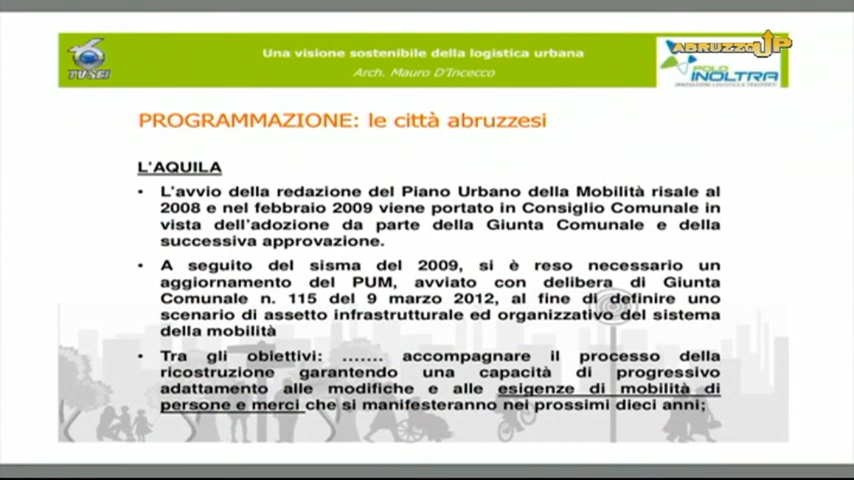 Una visione sostenibile della logistica urbana
Arch. Mauro D'Incecco
TUSEI
ABRUZZO UP
POLO
INOLTRA
INNOVAZIONE LOGISTICA & TRASPORTI
PROGRAMMAZIONE: le città abruzzesi
L'AQUILA
• L'avvio della redazione del Piano Urbano della Mobilità risale al
2008 e nel febbraio 2009 viene portato in Consiglio Comunale in
vista dell'adozione da parte della Giunta Comunale e della
successiva approvazione.
• A seguito del sisma del 2009, si è reso necessario un
aggiornamento del PUM, avviato con delibera di Giunta
Comunale n. 115 del 9 marzo 2012, al fine di definire uno
scenario di assetto infrastrutturale ed organizzativo del sistema
della mobilità
• Tra gli obiettivi: ....... accompagnare il processo della
ricostruzione garantendo una capacità di progressivo
adattamento alle modifiche e alle esigenze di mobilità di
persone e merci che si manifesteranno nei prossimi dieci anni;